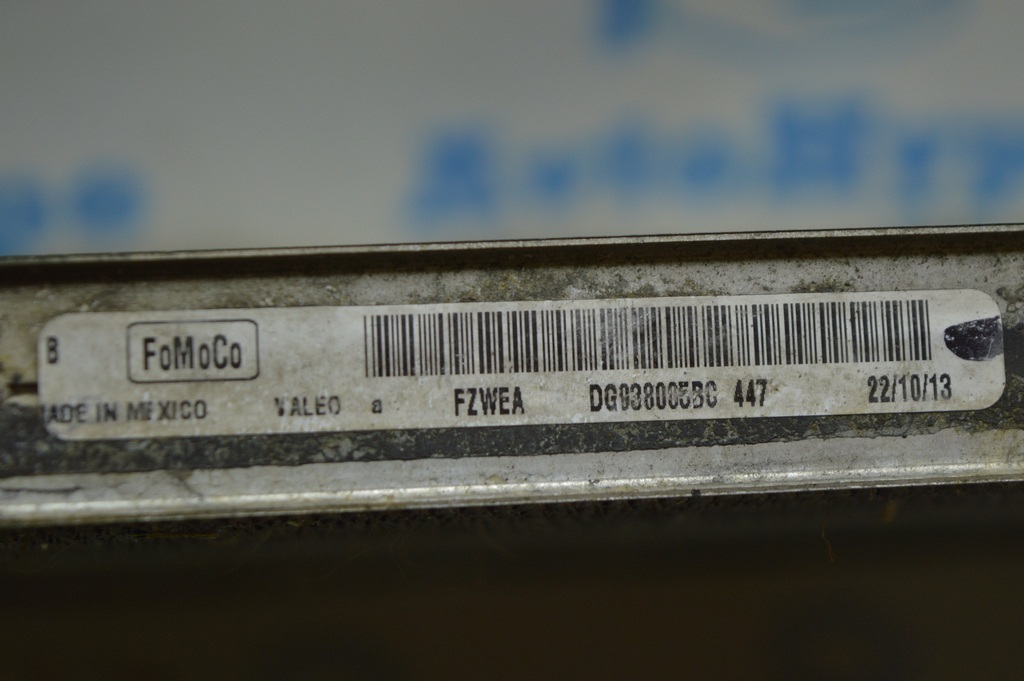 B
FoMoCo
MADE IN MEXICO VALEO a FZWEA DG938005BC 447 22/10/13